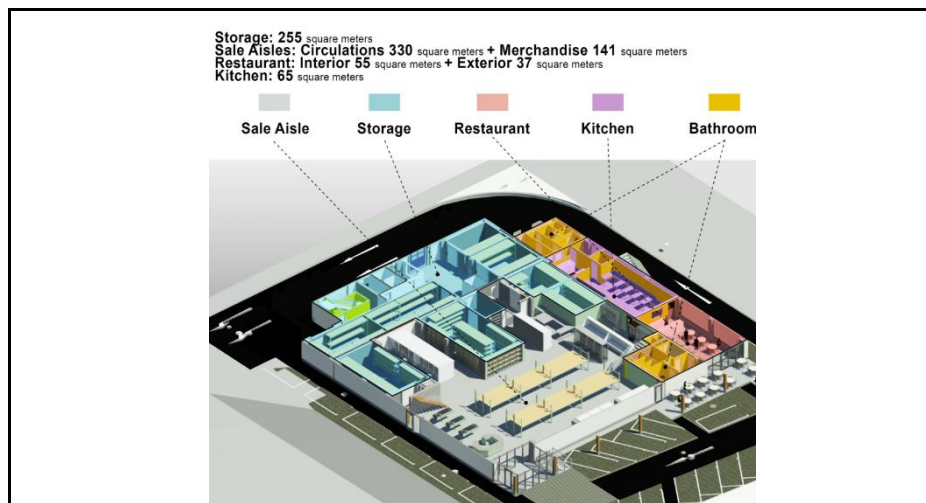 Storage: 255 square meters
Sale Aisles: Circulations 330 square meters + Merchandise 141 square meters
Restaurant: Interior 55 square meters + Exterior 37 square meters
Kitchen: 65 square meters
Sale Aisle Storage Restaurant Kitchen Bathroom